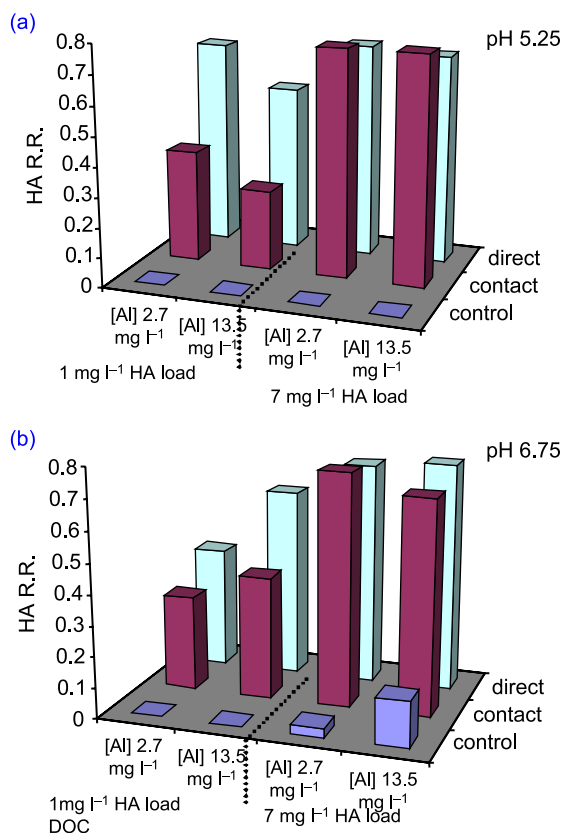 (a)
pH 5.25
HA R.R.
0.8
0.7
0.6
0.5
0.4
0.3
0.2
0.1
0
direct
contact
control
[Al] 2.7
mg l⁻¹
[Al] 13.5
mg l⁻¹
[Al] 2.7
mg l⁻¹
[Al] 13.5
mg l⁻¹
1 mg l⁻¹ HA load
7 mg l⁻¹ HA load
(b)
pH 6.75
HA R.R.
0.8
0.7
0.6
0.5
0.4
0.3
0.2
0.1
0
direct
contact
control
[Al] 2.7
mg l⁻¹
[Al] 13.5
mg l⁻¹
[Al] 2.7
mg l⁻¹
[Al] 13.5
mg l⁻¹
1mg l⁻¹ HA load
DOC
7 mg l⁻¹ HA load